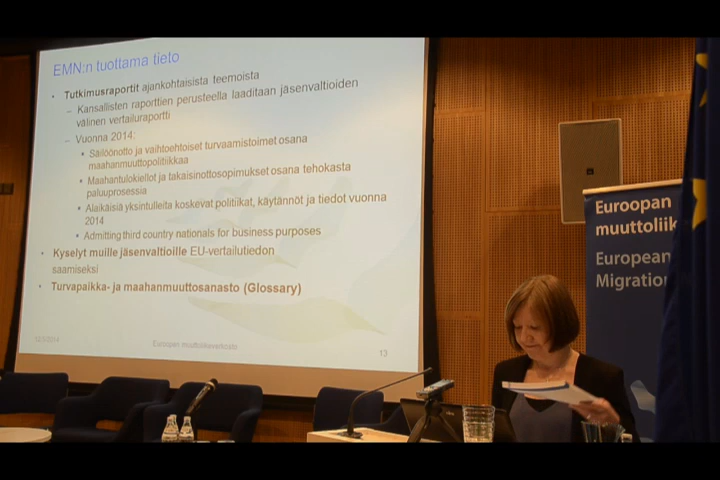 EMN:n tuottama tieto
• Tutkimusraportit ajankohtaisista teemoista
– Kansallisten raporttien perusteella laaditaan jäsenvaltioiden
välinen vertailuraportti
– Vuonna 2014:
• Säilöönotto ja vaihtoehtoiset turvaamistoimet osana
maahanmuuttopolitiikkaa
• Maahantulokiellot ja takaisinottosopimukset osana tehokasta
paluuprosessia
• Alaikäisiä yksintulleita koskevat politiikat, käytännöt ja tiedot vuonna
2014
• Admitting third country nationals for business purposes
• Kyselyt muille jäsenvaltioille EU-vertailutiedon
saamiseksi
• Turvapaikka- ja maahanmuuttosanasto (Glossary)
Euroopan muuttoliikeverkosto
13
Euroopan
muuttoliik
European
Migration